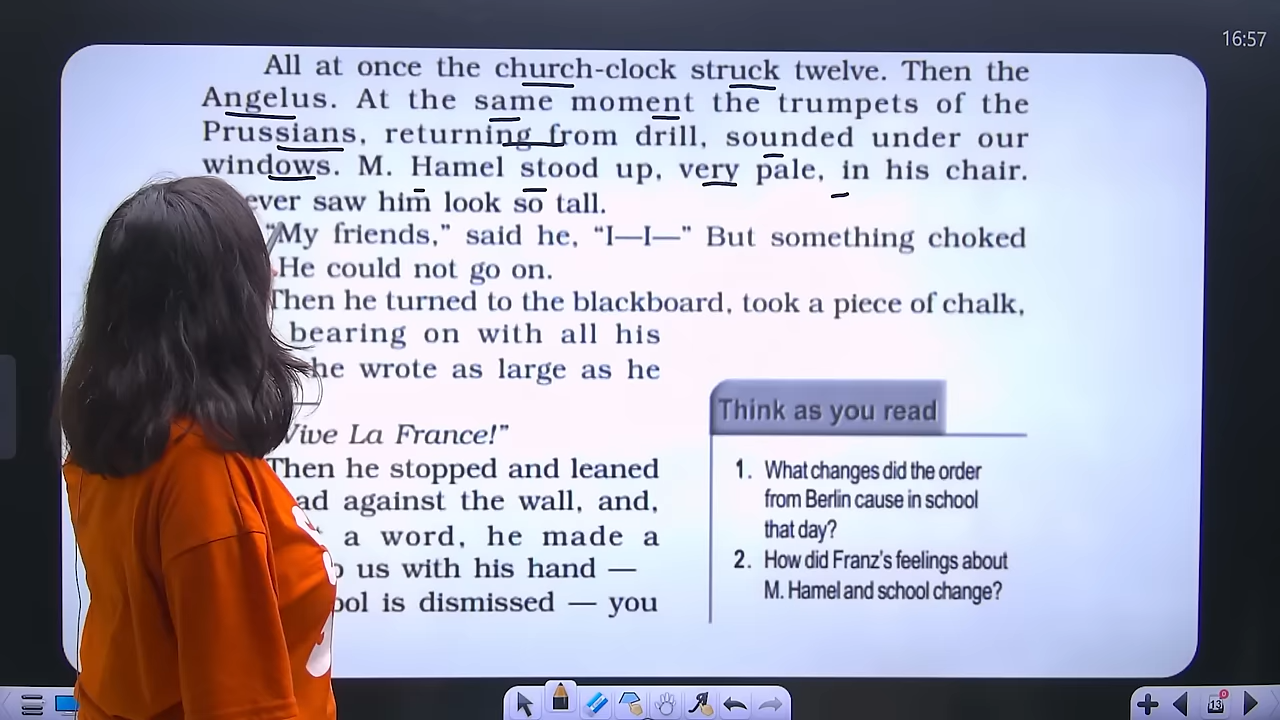 16:57
All at once the church-clock struck twelve. Then the
Angelus. At the same moment the trumpets of the
Prussians, returning from drill, sounded under our
windows. M. Hamel stood up, very pale, in his chair.
ever saw him look so tall.
“My friends,” said he, “I—I—” But something choked
He could not go on.
Then he turned to the blackboard, took a piece of chalk,
bearing on with all his
he wrote as large as he
Vive La France!”
Then he stopped and leaned
ad against the wall, and,
a word, he made a
us with his hand —
ool is dismissed — you
Think as you read
1. What changes did the order
from Berlin cause in school
that day?
2. How did Franz’s feelings about
M. Hamel and school change?
13